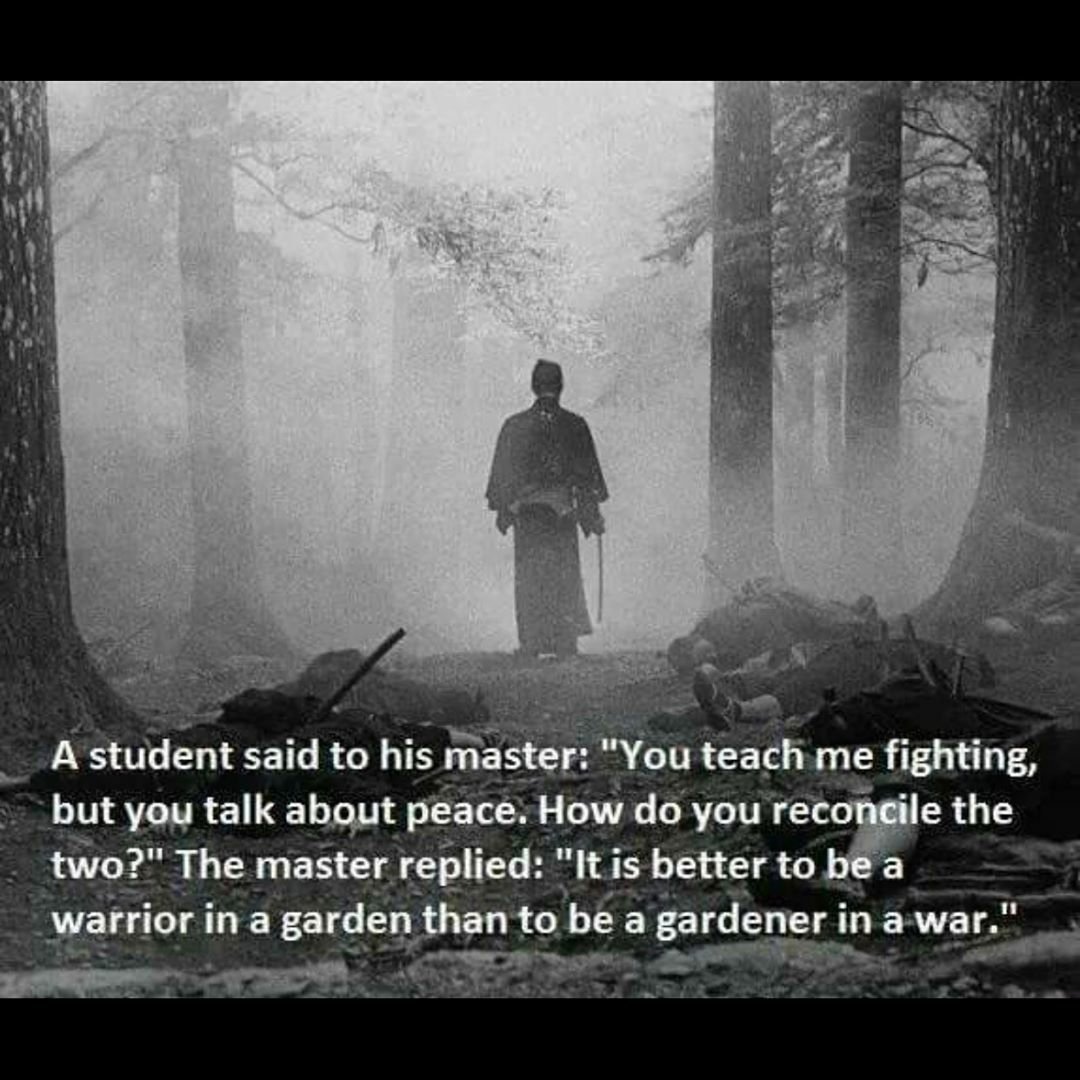 A student said to his master: "You teach me fighting,
but you talk about peace. How do you reconcile the
two?" The master replied: "It is better to be a
warrior in a garden than to be a gardener in a war."